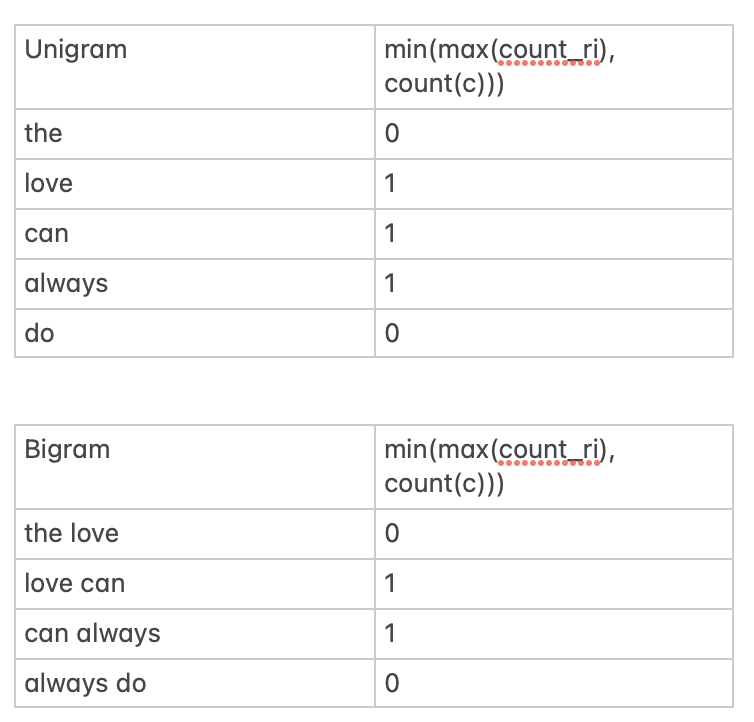 Unigram
min(max(count_ri),
count(c)))
the
0
love
1
can
1
always
1
do
0
Bigram
min(max(count_ri),
count(c)))
the love
0
love can
1
can always
1
always do
0